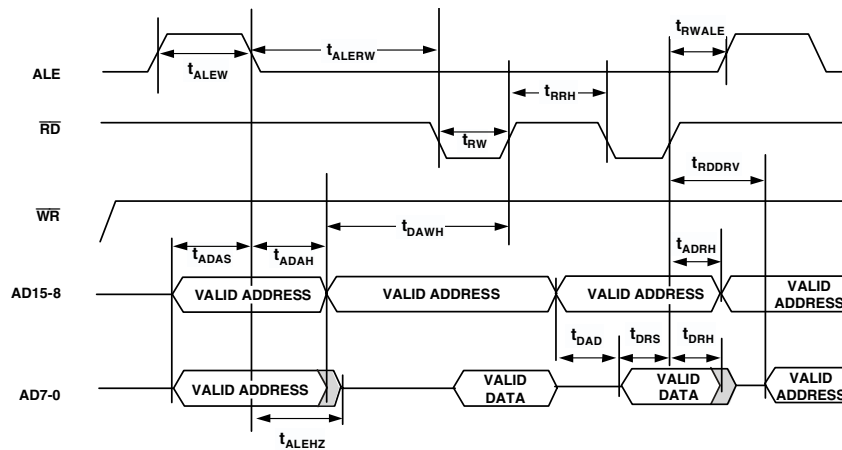 tRWALE
ALE
tALEW
tALERW
tRRH
RD
tRW
tRDDRV
WR
tDAWH
tADAS
tADAH
tADRH
AD15-8
VALID ADDRESS
VALID ADDRESS
VALID ADDRESS
VALID
ADDRESS
tDAD
tDRS
tDRH
AD7-0
VALID ADDRESS
VALID
DATA
VALID
DATA
VALID
ADDRESS
tALEHZ